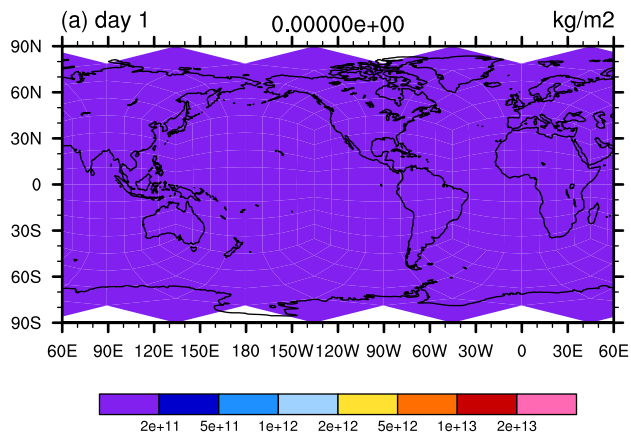 (a) day 1 0.00000e+00 kg/m2
90N
60N
30N
0
30S
60S
90S
60E 90E 120E 150E 180 150W 120W 90W 60W 30W 0 30E 60E
2e+11 5e+11 1e+12 2e+12 5e+12 1e+13 2e+13